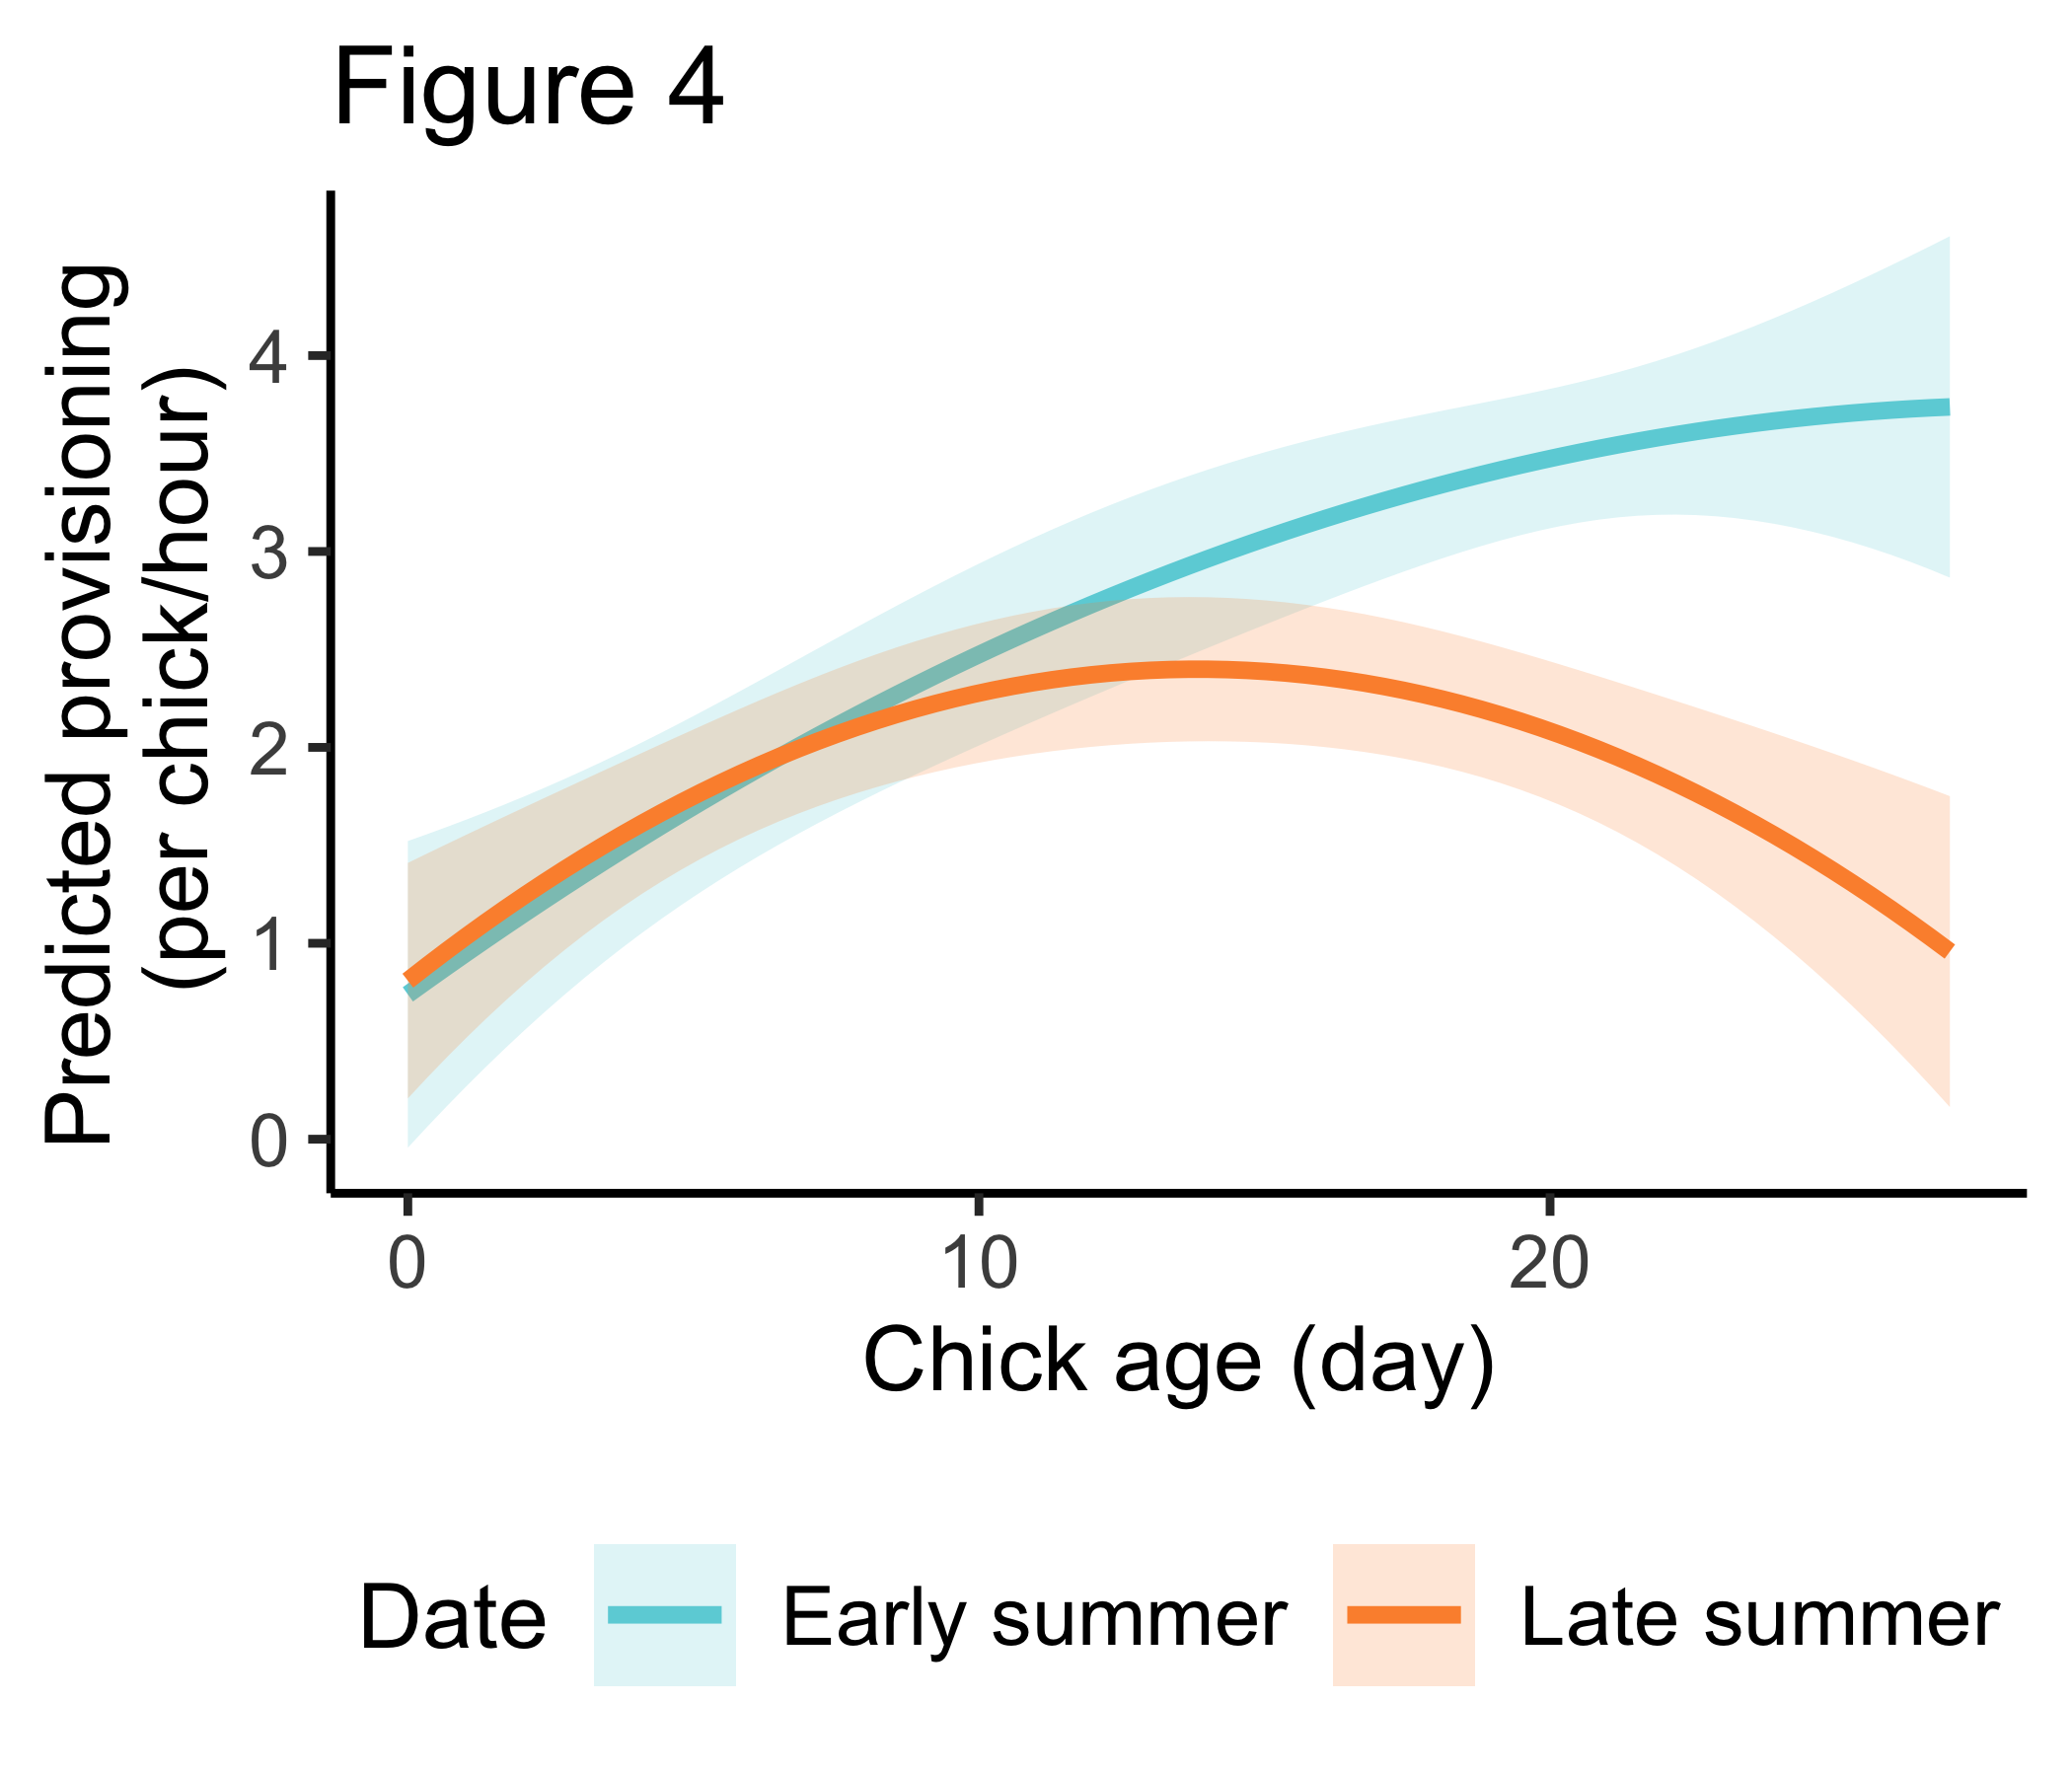 Figure 4
Predicted provisioning
(per chick/hour)
4
3
2
1
0
0 10 20
Chick age (day)
Date Early summer Late summer